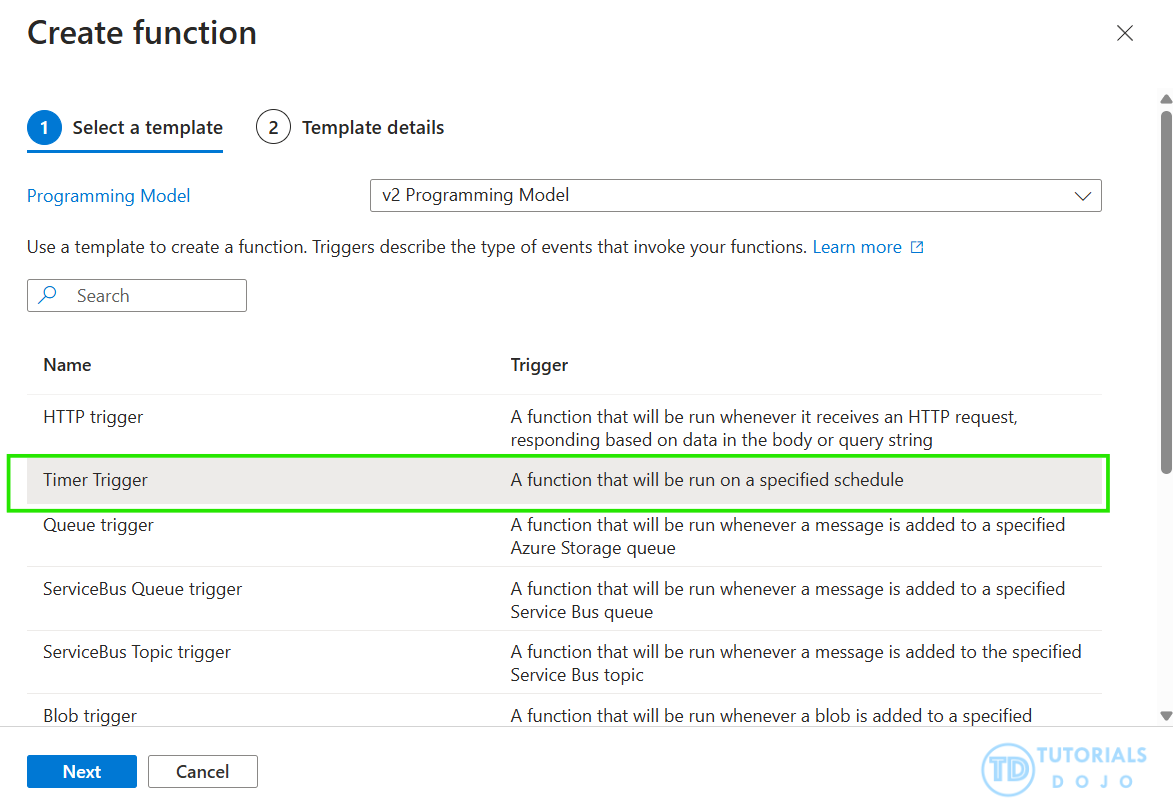 Create function
1 Select a template 2 Template details
Programming Model v2 Programming Model
Use a template to create a function. Triggers describe the type of events that invoke your functions. Learn more
Search
Name Trigger
HTTP trigger A function that will be run whenever it receives an HTTP request,
responding based on data in the body or query string
Timer Trigger A function that will be run on a specified schedule
Queue trigger A function that will be run whenever a message is added to a specified
Azure Storage queue
ServiceBus Queue trigger A function that will be run whenever a message is added to a specified
Service Bus queue
ServiceBus Topic trigger A function that will be run whenever a message is added to the specified
Service Bus topic
Blob trigger A function that will be run whenever a blob is added to a specified
Next Cancel
TD TUTORIALS
DOJO